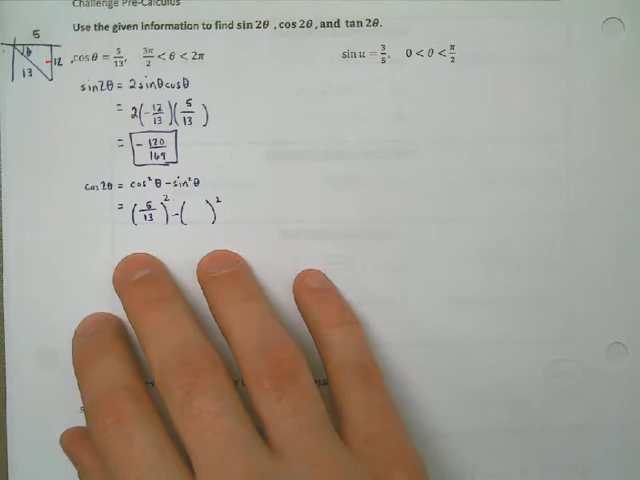 Challenge Pre-Calculus
Use the given information to find sin 2θ , cos 2θ , and tan 2θ.
5
θ
-12
13
, cos θ = 5/13, 3π/2 < θ < 2π
sin u = 3/5, 0 < θ < π/2
sin2θ = 2sinθcosθ
= 2(-12/13)(5/13)
= -120/169
cos2θ = cos²θ - sin²θ
= (5/13)² - ( )²